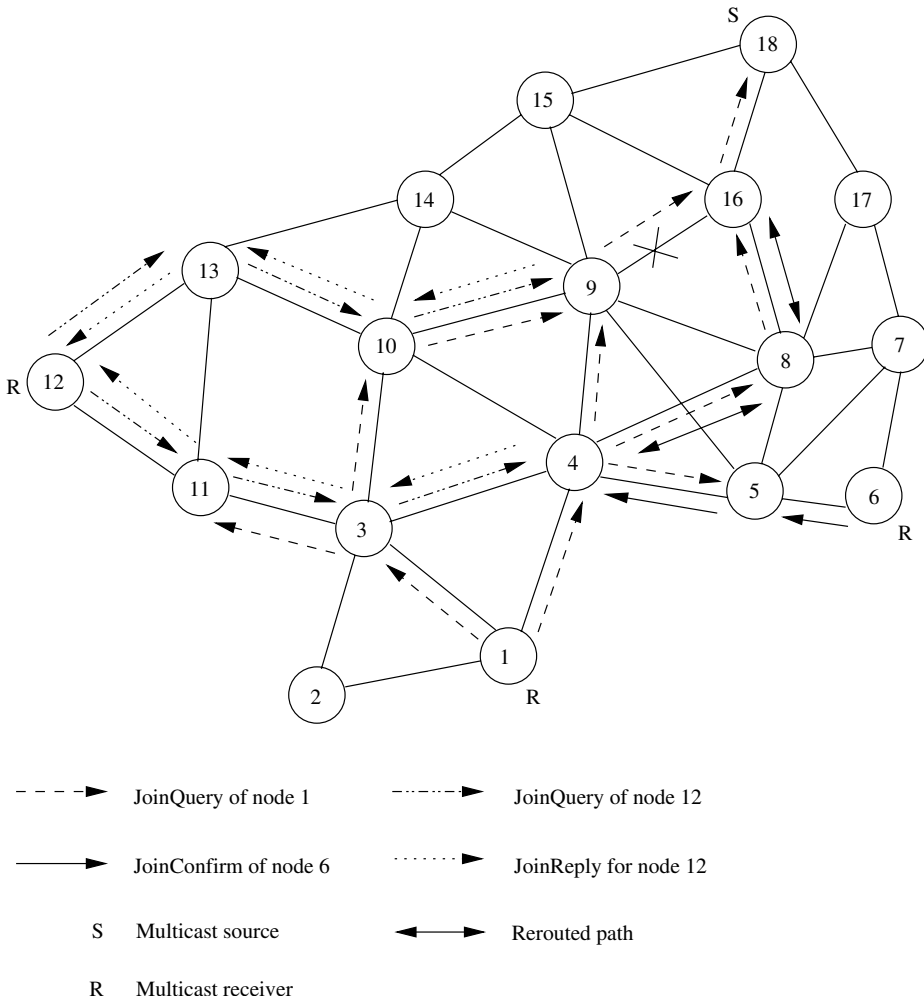 S
18
15
16
17
14
13
9
10
8
7
R
12
4
11
5
6
3
R
1
2
R
JoinQuery of node 1
JoinQuery of node 12
JoinConfirm of node 6
JoinReply for node 12
S Multicast source
Rerouted path
R Multicast receiver